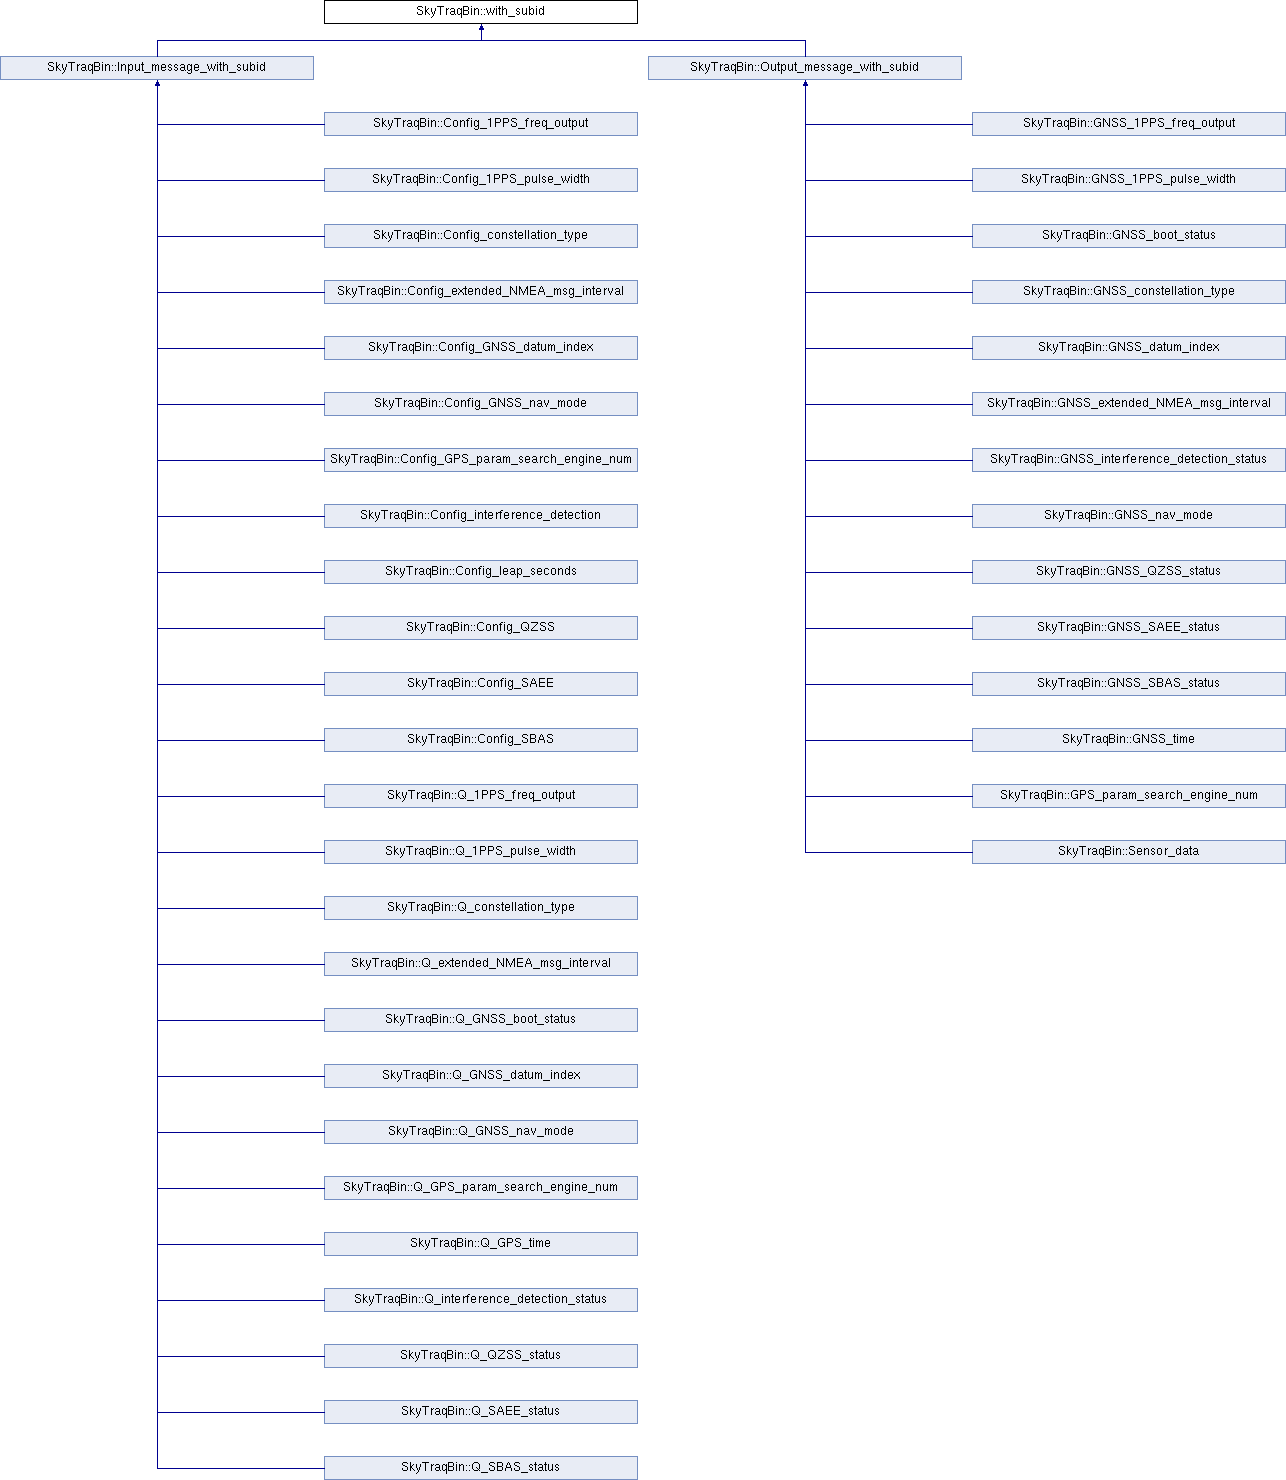 SkyTraqBin::with_subid
SkyTraqBin::Input_message_with_subid
SkyTraqBin::Output_message_with_subid
SkyTraqBin::Config_1PPS_freq_output
SkyTraqBin::GNSS_1PPS_freq_output
SkyTraqBin::Config_1PPS_pulse_width
SkyTraqBin::GNSS_1PPS_pulse_width
SkyTraqBin::Config_constellation_type
SkyTraqBin::GNSS_boot_status
SkyTraqBin::Config_extended_NMEA_msg_interval
SkyTraqBin::GNSS_constellation_type
SkyTraqBin::Config_GNSS_datum_index
SkyTraqBin::GNSS_datum_index
SkyTraqBin::Config_GNSS_nav_mode
SkyTraqBin::GNSS_extended_NMEA_msg_interval
SkyTraqBin::Config_GPS_param_search_engine_num
SkyTraqBin::GNSS_interference_detection_status
SkyTraqBin::Config_interference_detection
SkyTraqBin::GNSS_nav_mode
SkyTraqBin::Config_leap_seconds
SkyTraqBin::GNSS_QZSS_status
SkyTraqBin::Config_QZSS
SkyTraqBin::GNSS_SAEE_status
SkyTraqBin::Config_SAEE
SkyTraqBin::GNSS_SBAS_status
SkyTraqBin::Config_SBAS
SkyTraqBin::GNSS_time
SkyTraqBin::Q_1PPS_freq_output
SkyTraqBin::GPS_param_search_engine_num
SkyTraqBin::Q_1PPS_pulse_width
SkyTraqBin::Sensor_data
SkyTraqBin::Q_constellation_type
SkyTraqBin::Q_extended_NMEA_msg_interval
SkyTraqBin::Q_GNSS_boot_status
SkyTraqBin::Q_GNSS_datum_index
SkyTraqBin::Q_GNSS_nav_mode
SkyTraqBin::Q_GPS_param_search_engine_num
SkyTraqBin::Q_GPS_time
SkyTraqBin::Q_interference_detection_status
SkyTraqBin::Q_QZSS_status
SkyTraqBin::Q_SAEE_status
SkyTraqBin::Q_SBAS_status